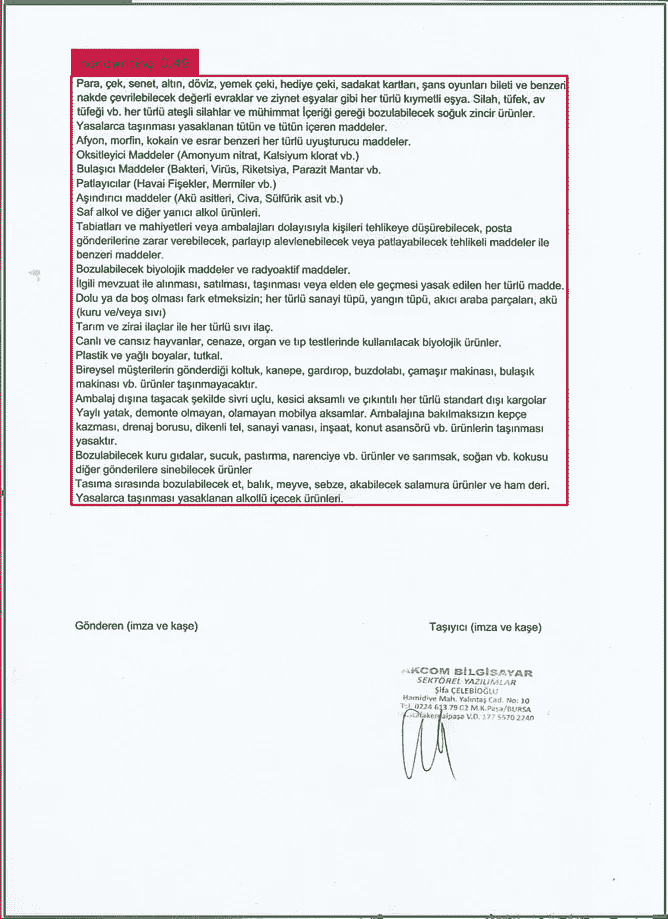 Para, çek, senet, altın, döviz, yemek çeki, hediye çeki, sadakat kartları, şans oyunları bileti ve benzeri
nakde çevrilebilecek değerli evraklar ve ziynet eşyalar gibi her türlü kıymetli eşya. Silah, tüfek, av
tüfeği vb. her türlü ateşli silahlar ve mühimmat İçeriği gereği bozulabilecek soğuk zincir ürünler.
Yasalarca taşınması yasaklanan tütün ve tütün içeren maddeler.
Afyon, morfin, kokain ve esrar benzeri her türlü uyuşturucu maddeler.
Oksitleyici Maddeler (Amonyum nitrat, Kalsiyum klorat vb.)
Bulaşıcı Maddeler (Bakteri, Virüs, Riketsiya, Parazit Mantar vb.
Patlayıcılar (Havai Fişekler, Mermiler vb.)
Aşındırıcı maddeler (Akü asitleri, Civa, Sülfürik asit vb.)
Saf alkol ve diğer yanıcı alkol ürünleri.
Tabiatları ve mahiyetleri veya ambalajları dolayısıyla kişileri tehlikeye düşürebilecek, posta
gönderilerine zarar verebilecek, parlayıp alevlenebilecek veya patlayabilecek tehlikeli maddeler ile
benzeri maddeler.
Bozulabilecek biyolojik maddeler ve radyoaktif maddeler.
İlgili mevzuat ile alınması, satılması, taşınması veya elden ele geçmesi yasak edilen her türlü madde.
Dolu ya da boş olması fark etmeksizin; her türlü sanayi tüpü, yangın tüpü, akıcı araba parçaları, akü
(kuru ve/veya sıvı)
Tarım ve zirai ilaçlar ile her türlü sıvı ilaç.
Canlı ve cansız hayvanlar, cenaze, organ ve tıp testlerinde kullanılacak biyolojik ürünler.
Plastik ve yağlı boyalar, tutkal.
Bireysel müşterilerin gönderdiği koltuk, kanepe, gardırop, buzdolabı, çamaşır makinası, bulaşık
makinası vb. ürünler taşınmayacaktır.
Ambalaj dışına taşacak şekilde sivri uçlu, kesici aksamlı ve çıkıntılı her türlü standart dışı kargolar
Yaylı yatak, demonte olmayan, olamayan mobilya aksamlar. Ambalajına bakılmaksızın kepçe
kazması, drenaj borusu, dikenli tel, sanayi vanası, inşaat, konut asansörü vb. ürünlerin taşınması
yasaktır.
Bozulabilecek kuru gıdalar, sucuk, pastırma, narenciye vb. ürünler ve sarımsak, soğan vb. kokusu
diğer gönderilere sinebilecek ürünler
Tasıma sırasında bozulabilecek et, balık, meyve, sebze, akabilecek salamura ürünler ve ham deri.
Yasalarca taşınması yasaklanan alkollü içecek ürünleri.
Gönderen (imza ve kaşe)
Taşıyıcı (imza ve kaşe)
AKCOM BİLGİSAYAR
SEKTÖREL YAZILIMLAR
Şifa ÇELEBİOĞLU
Hamidiye Mah. Yalıntaş Cad. No: 10
Tel: 0224 613 79 02 M.K.Paşa/BURSA
V.D. 177 5570 2240